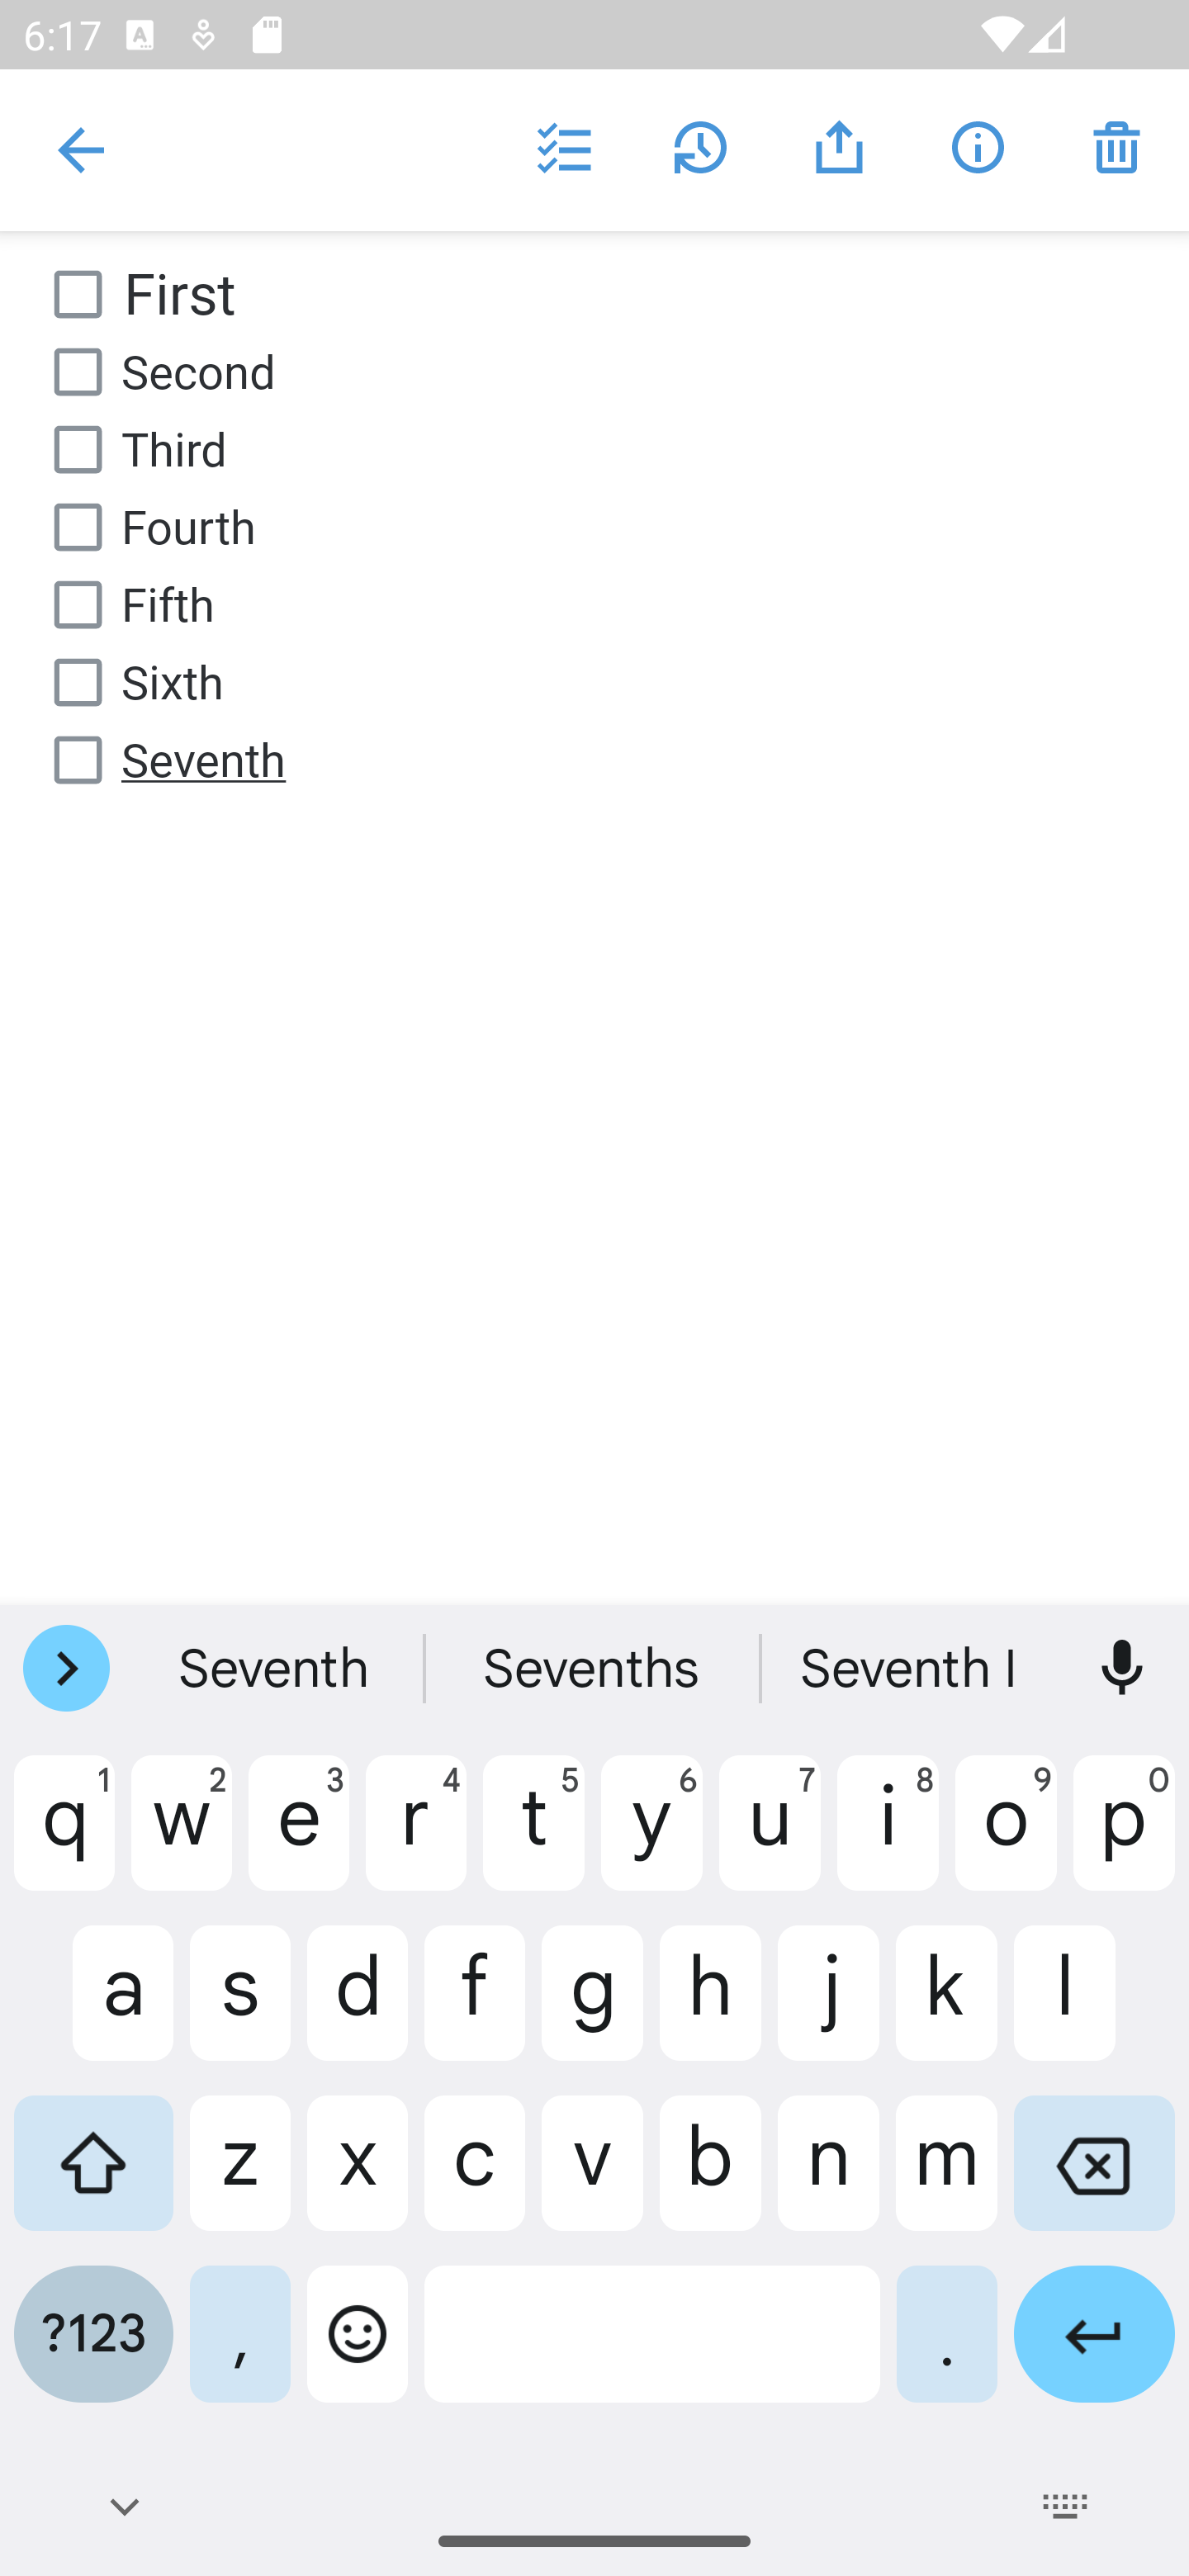 6:17
First
Second
Third
Fourth
Fifth
Sixth
Seventh
Seventh Sevenths Seventh I
1 2 3 4 5 6 7 8 9 0
q w e r t y u i o p
a s d f g h j k l
z x c v b n m
?123 , .